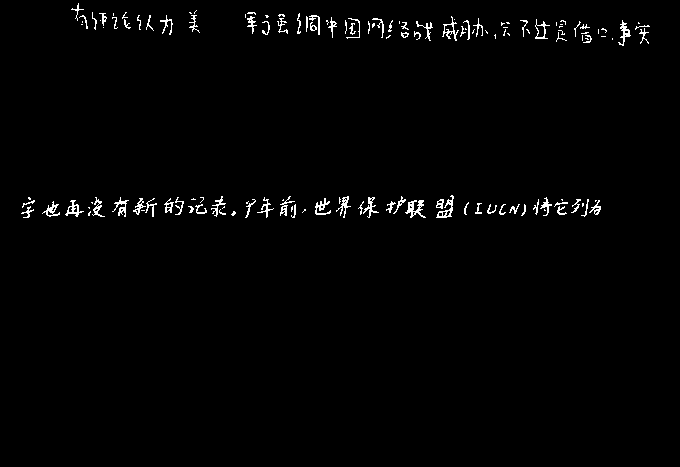 有评论认为美 军方强调中国网络战威胁,只不过是借口.事实
字也再没有新的记录。9年前,世界保护联盟(IUCN)将它列为